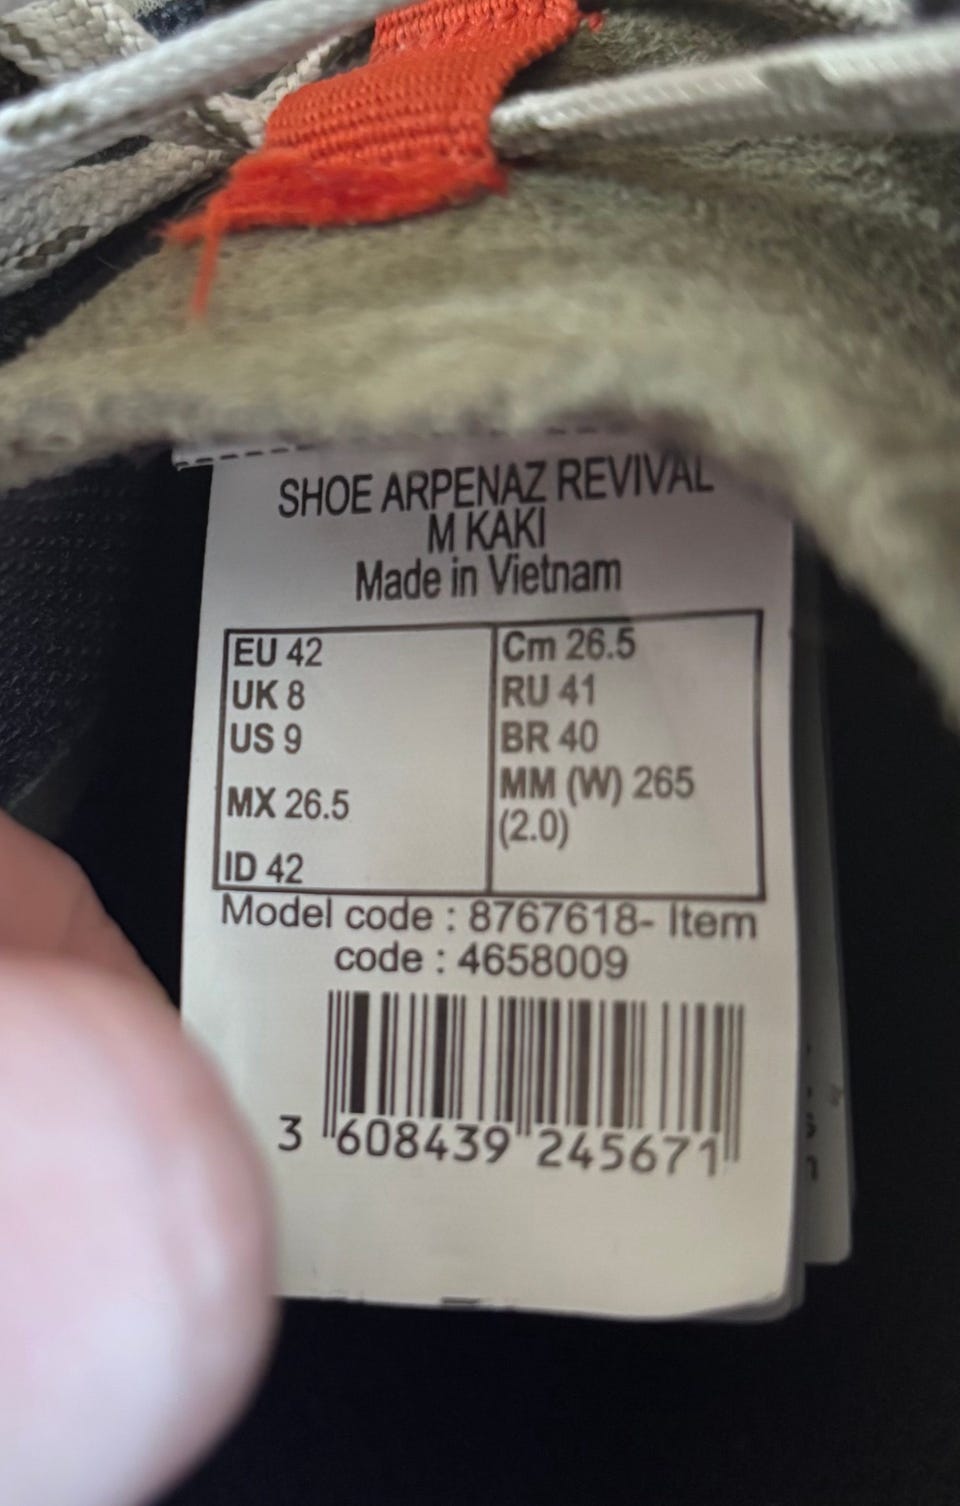 SHOE ARPENAZ REVIVAL
M KAKI
Made in Vietnam
EU 42
UK 8
US 9
MX 26.5
ID 42
Cm 26.5
RU 41
BR 40
MM (W) 265
(2.0)
Model code : 8767618- Item
code : 4658009
3 608439 245671